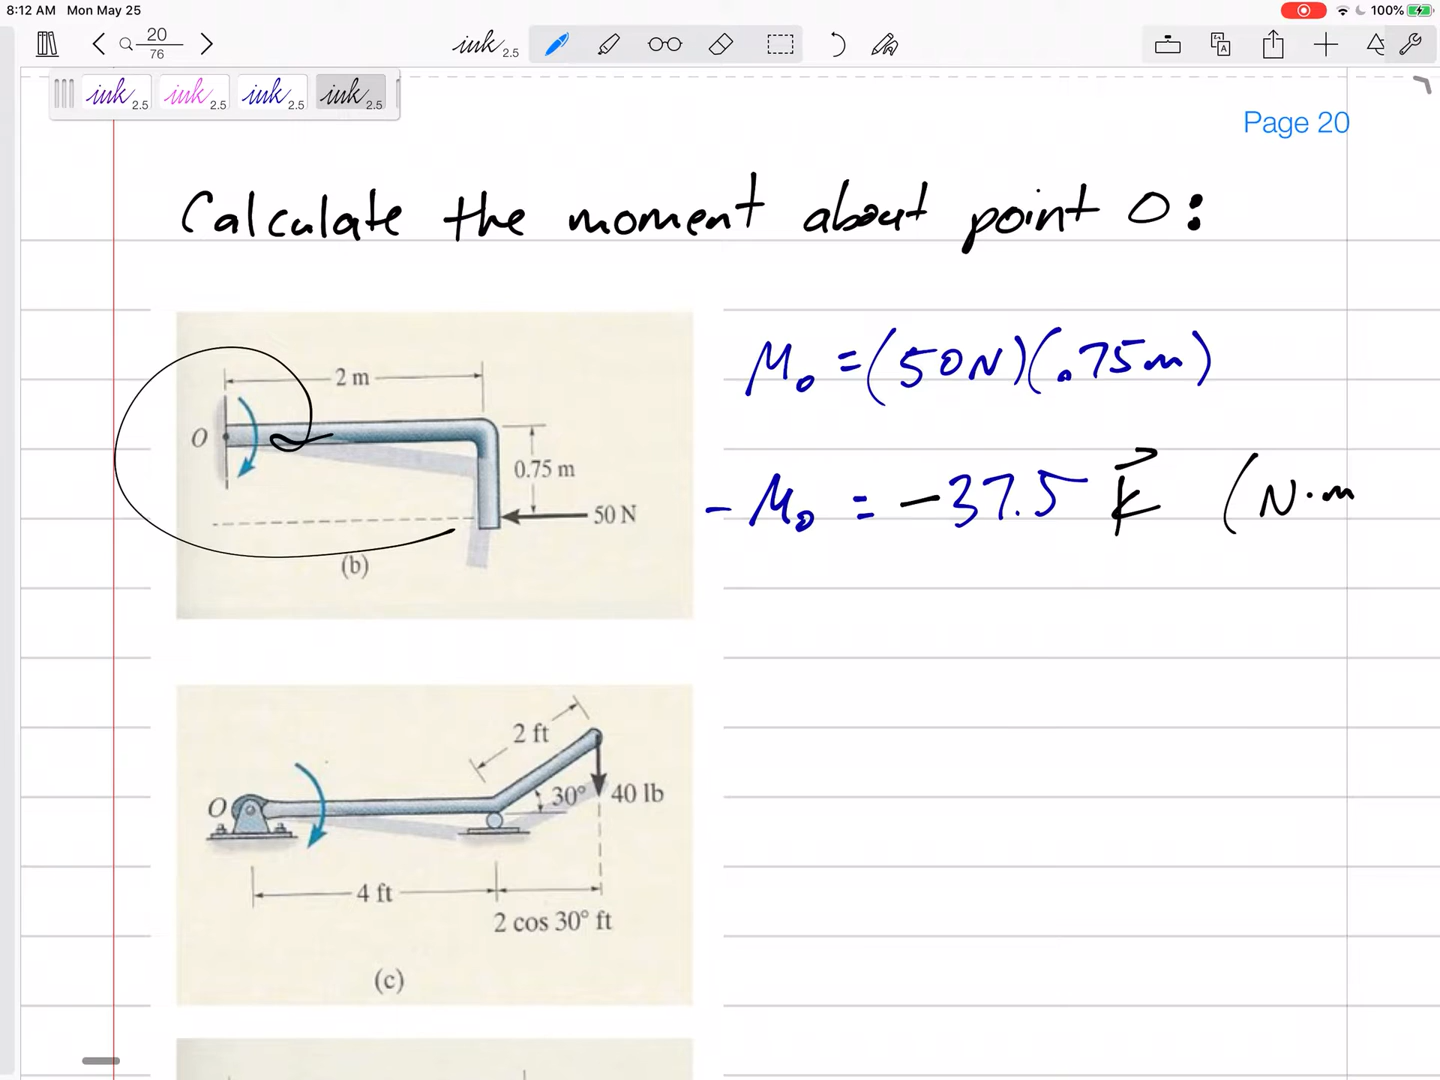 8:12 AM Mon May 25
100%
20
76
ink 2.5
ink 2.5 ink 2.5 ink 2.5 ink 2.5
Page 20
Calculate the moment about point O:
2 m
O
0.75 m
50 N
(b)
M₀ = (50N)(.75m)
- M₀ = -37.5 k⃗ (N·m
2 ft
O
30°
40 lb
4 ft
2 cos 30° ft
(c)